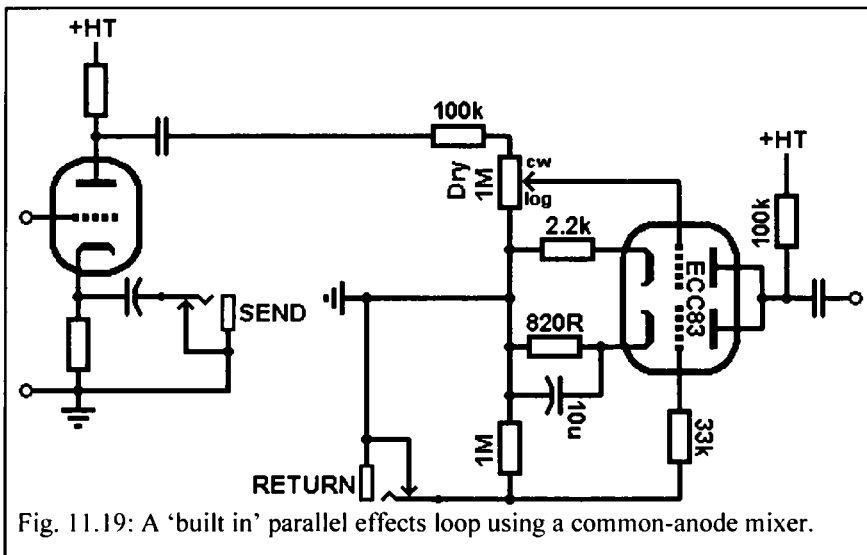 +HT
100k
+HT
Dry
1M
cw
log
100k
2.2k
ECC83
SEND
820R
10u
1M
33k
RETURN
Fig. 11.19: A ‘built in’ parallel effects loop using a common-anode mixer.